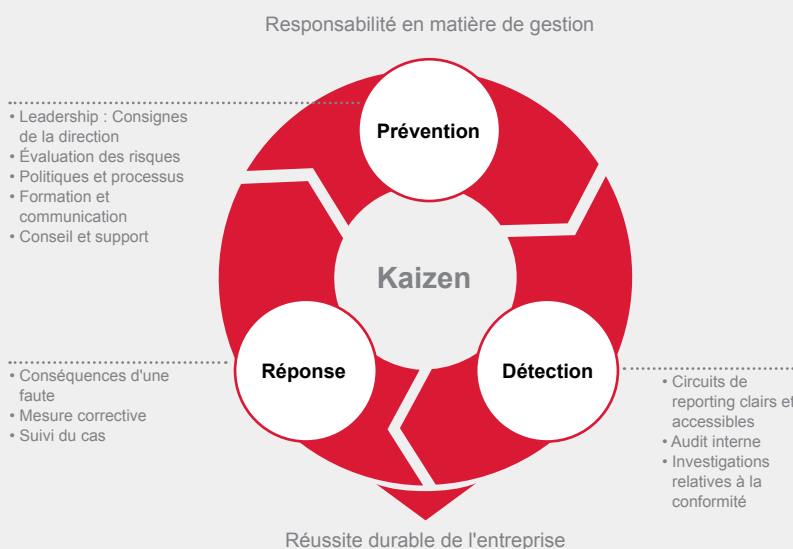 Responsabilité en matière de gestion
Prévention
• Leadership : Consignes
de la direction
• Évaluation des risques
• Politiques et processus
• Formation et
communication
• Conseil et support
Kaizen
Réponse
Détection
• Conséquences d'une
faute
• Mesure corrective
• Suivi du cas
• Circuits de
reporting clairs et
accessibles
• Audit interne
• Investigations
relatives à la
conformité
Réussite durable de l'entreprise